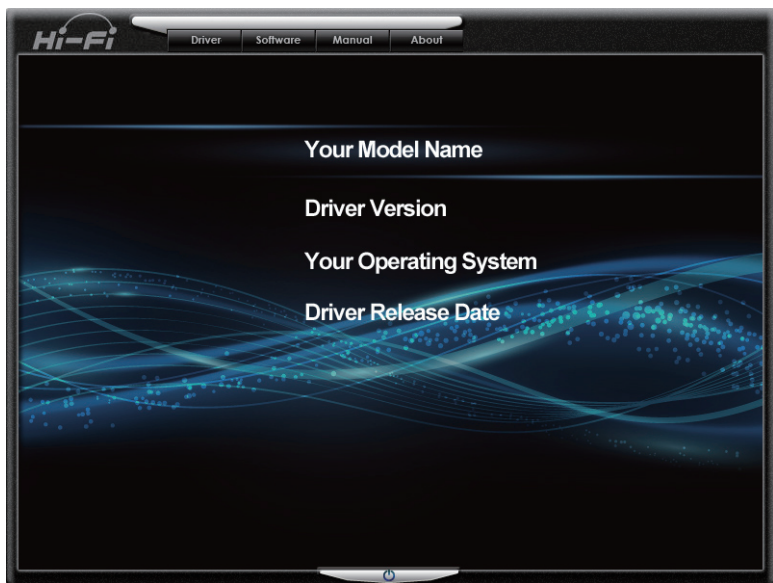 Hi-Fi
Driver Software Manual About
Your Model Name
Driver Version
Your Operating System
Driver Release Date